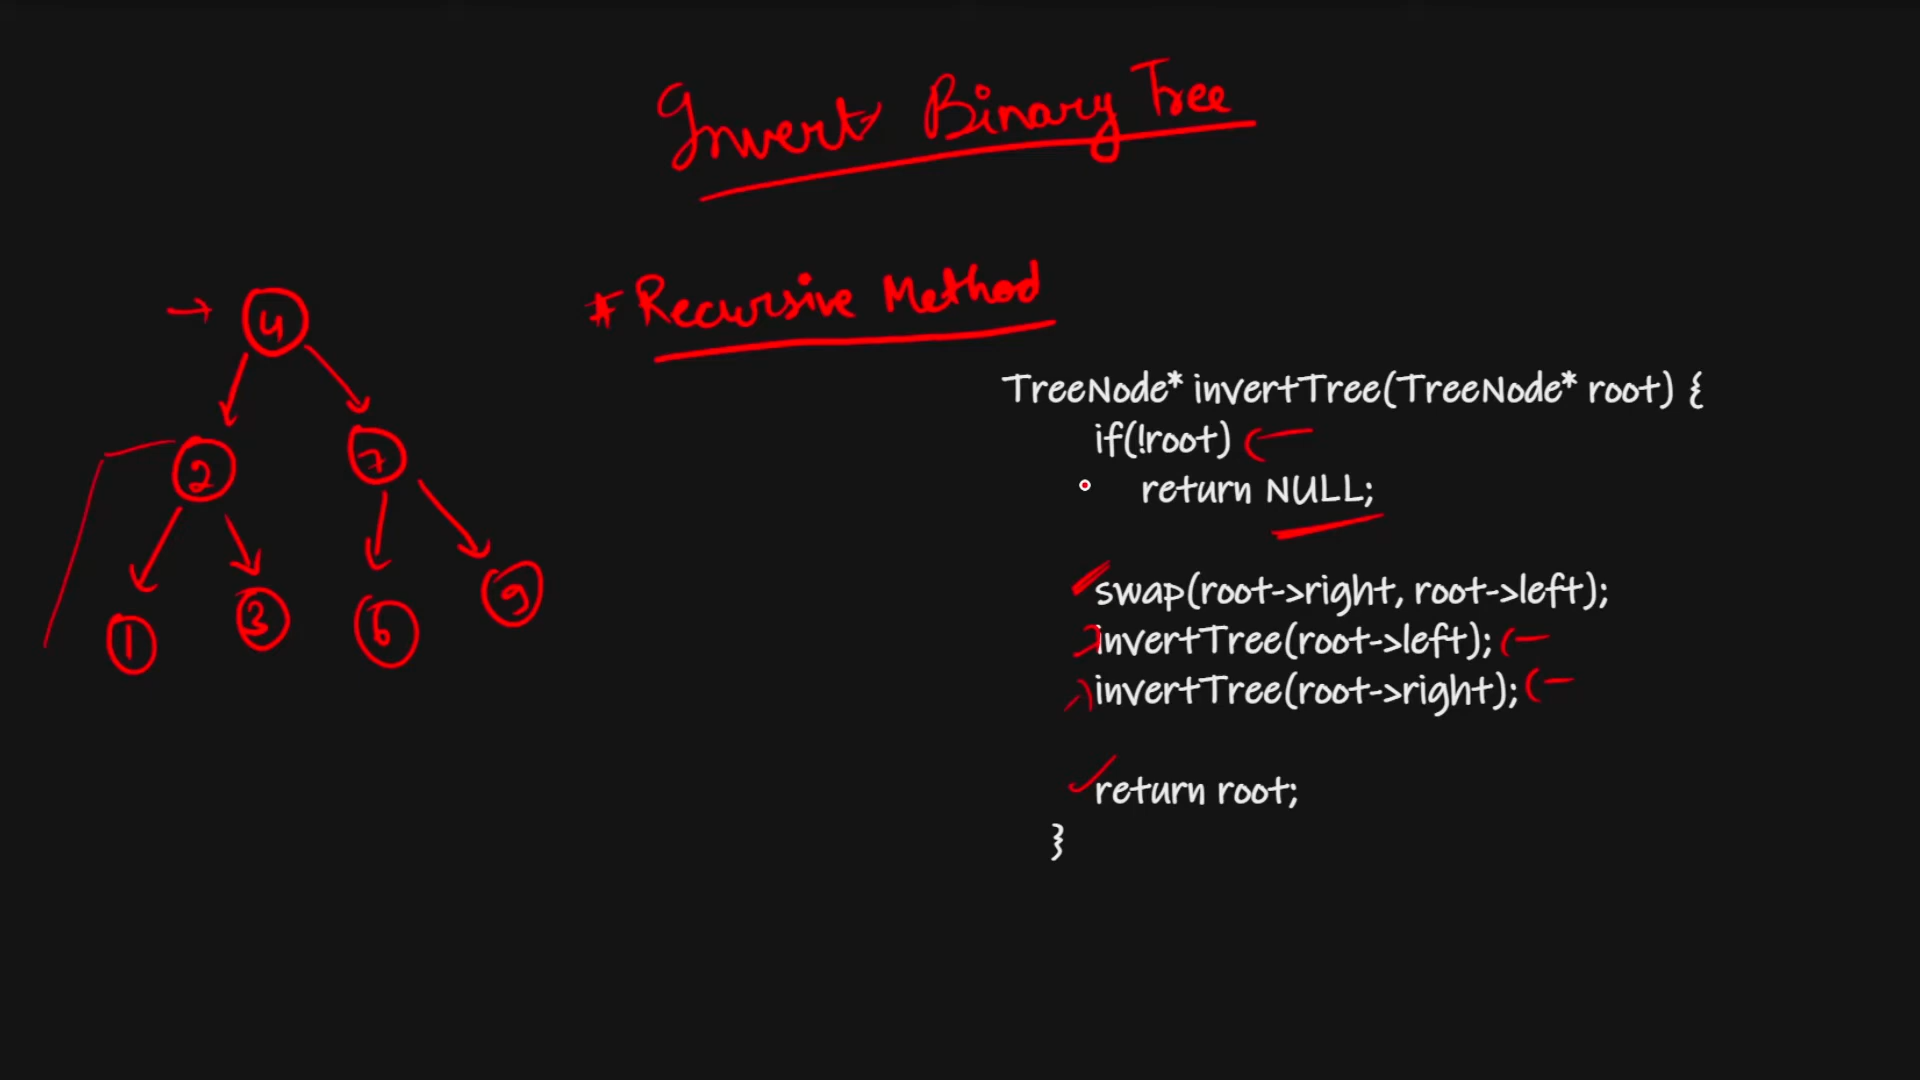 Invert Binary Tree
* Recursive Method
4
2 7
1 3 6 9
TreeNode* invertTree(TreeNode* root) {
if(!root)
return NULL;
swap(root->right, root->left);
invertTree(root->left);
invertTree(root->right);
return root;
}